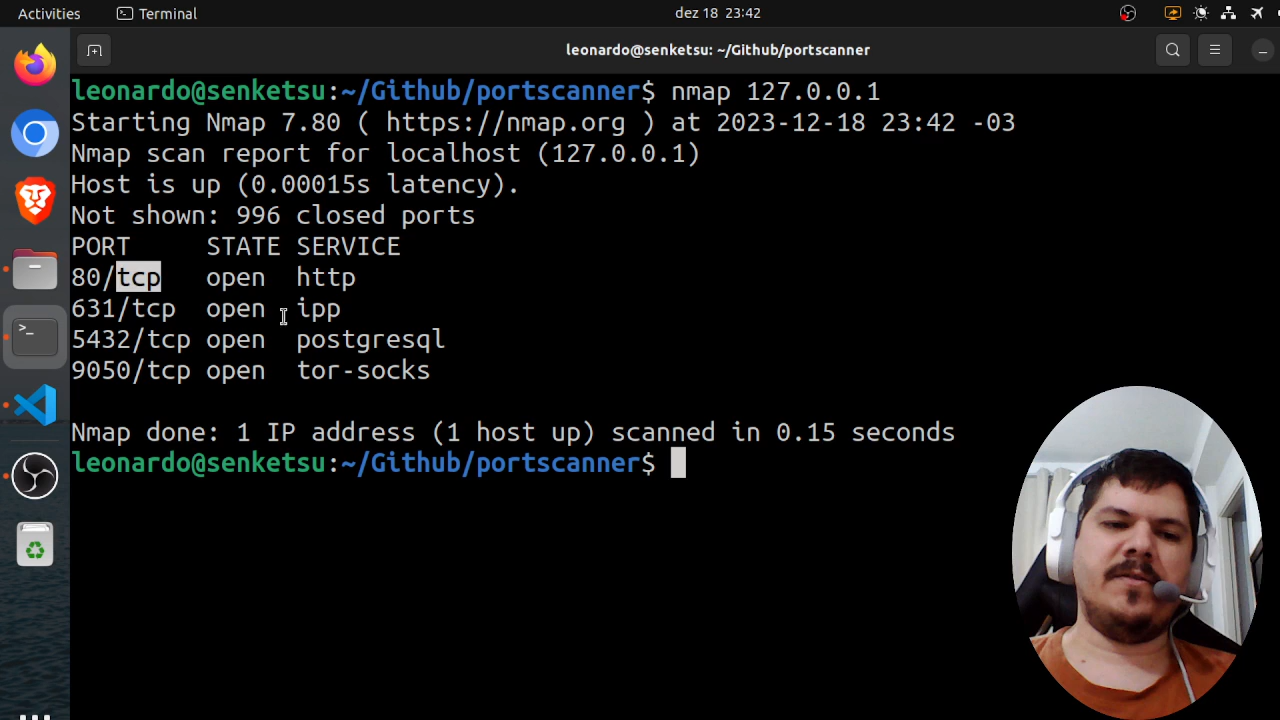 Activities Terminal dez 18 23:42
leonardo@senketsu: ~/Github/portscanner
leonardo@senketsu:~/Github/portscanner$ nmap 127.0.0.1
Starting Nmap 7.80 ( https://nmap.org ) at 2023-12-18 23:42 -03
Nmap scan report for localhost (127.0.0.1)
Host is up (0.00015s latency).
Not shown: 996 closed ports
PORT     STATE SERVICE
80/tcp   open  http
631/tcp  open  ipp
5432/tcp open  postgresql
9050/tcp open  tor-socks
Nmap done: 1 IP address (1 host up) scanned in 0.15 seconds
leonardo@senketsu:~/Github/portscanner$